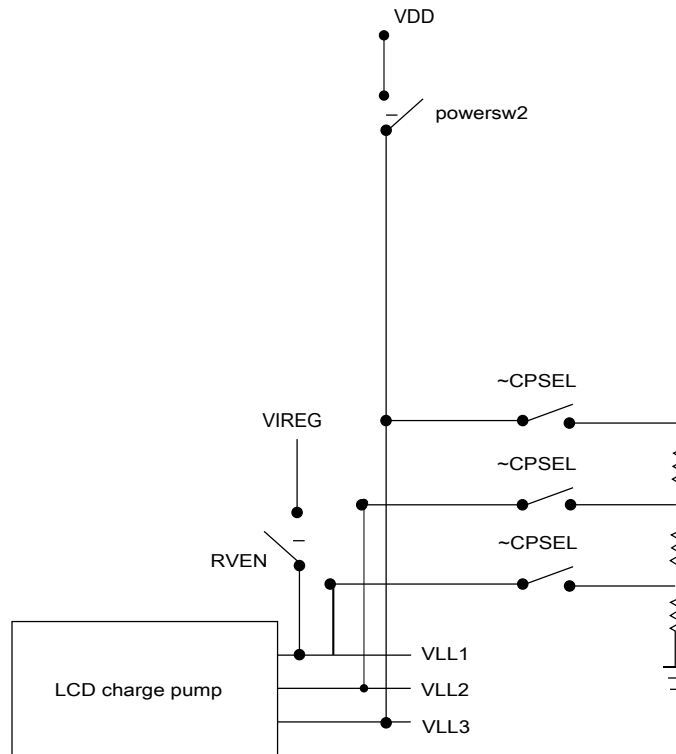 VDD
powersw2
~CPSEL
VIREG
~CPSEL
~CPSEL
RVEN
VLL1
LCD charge pump
VLL2
VLL3